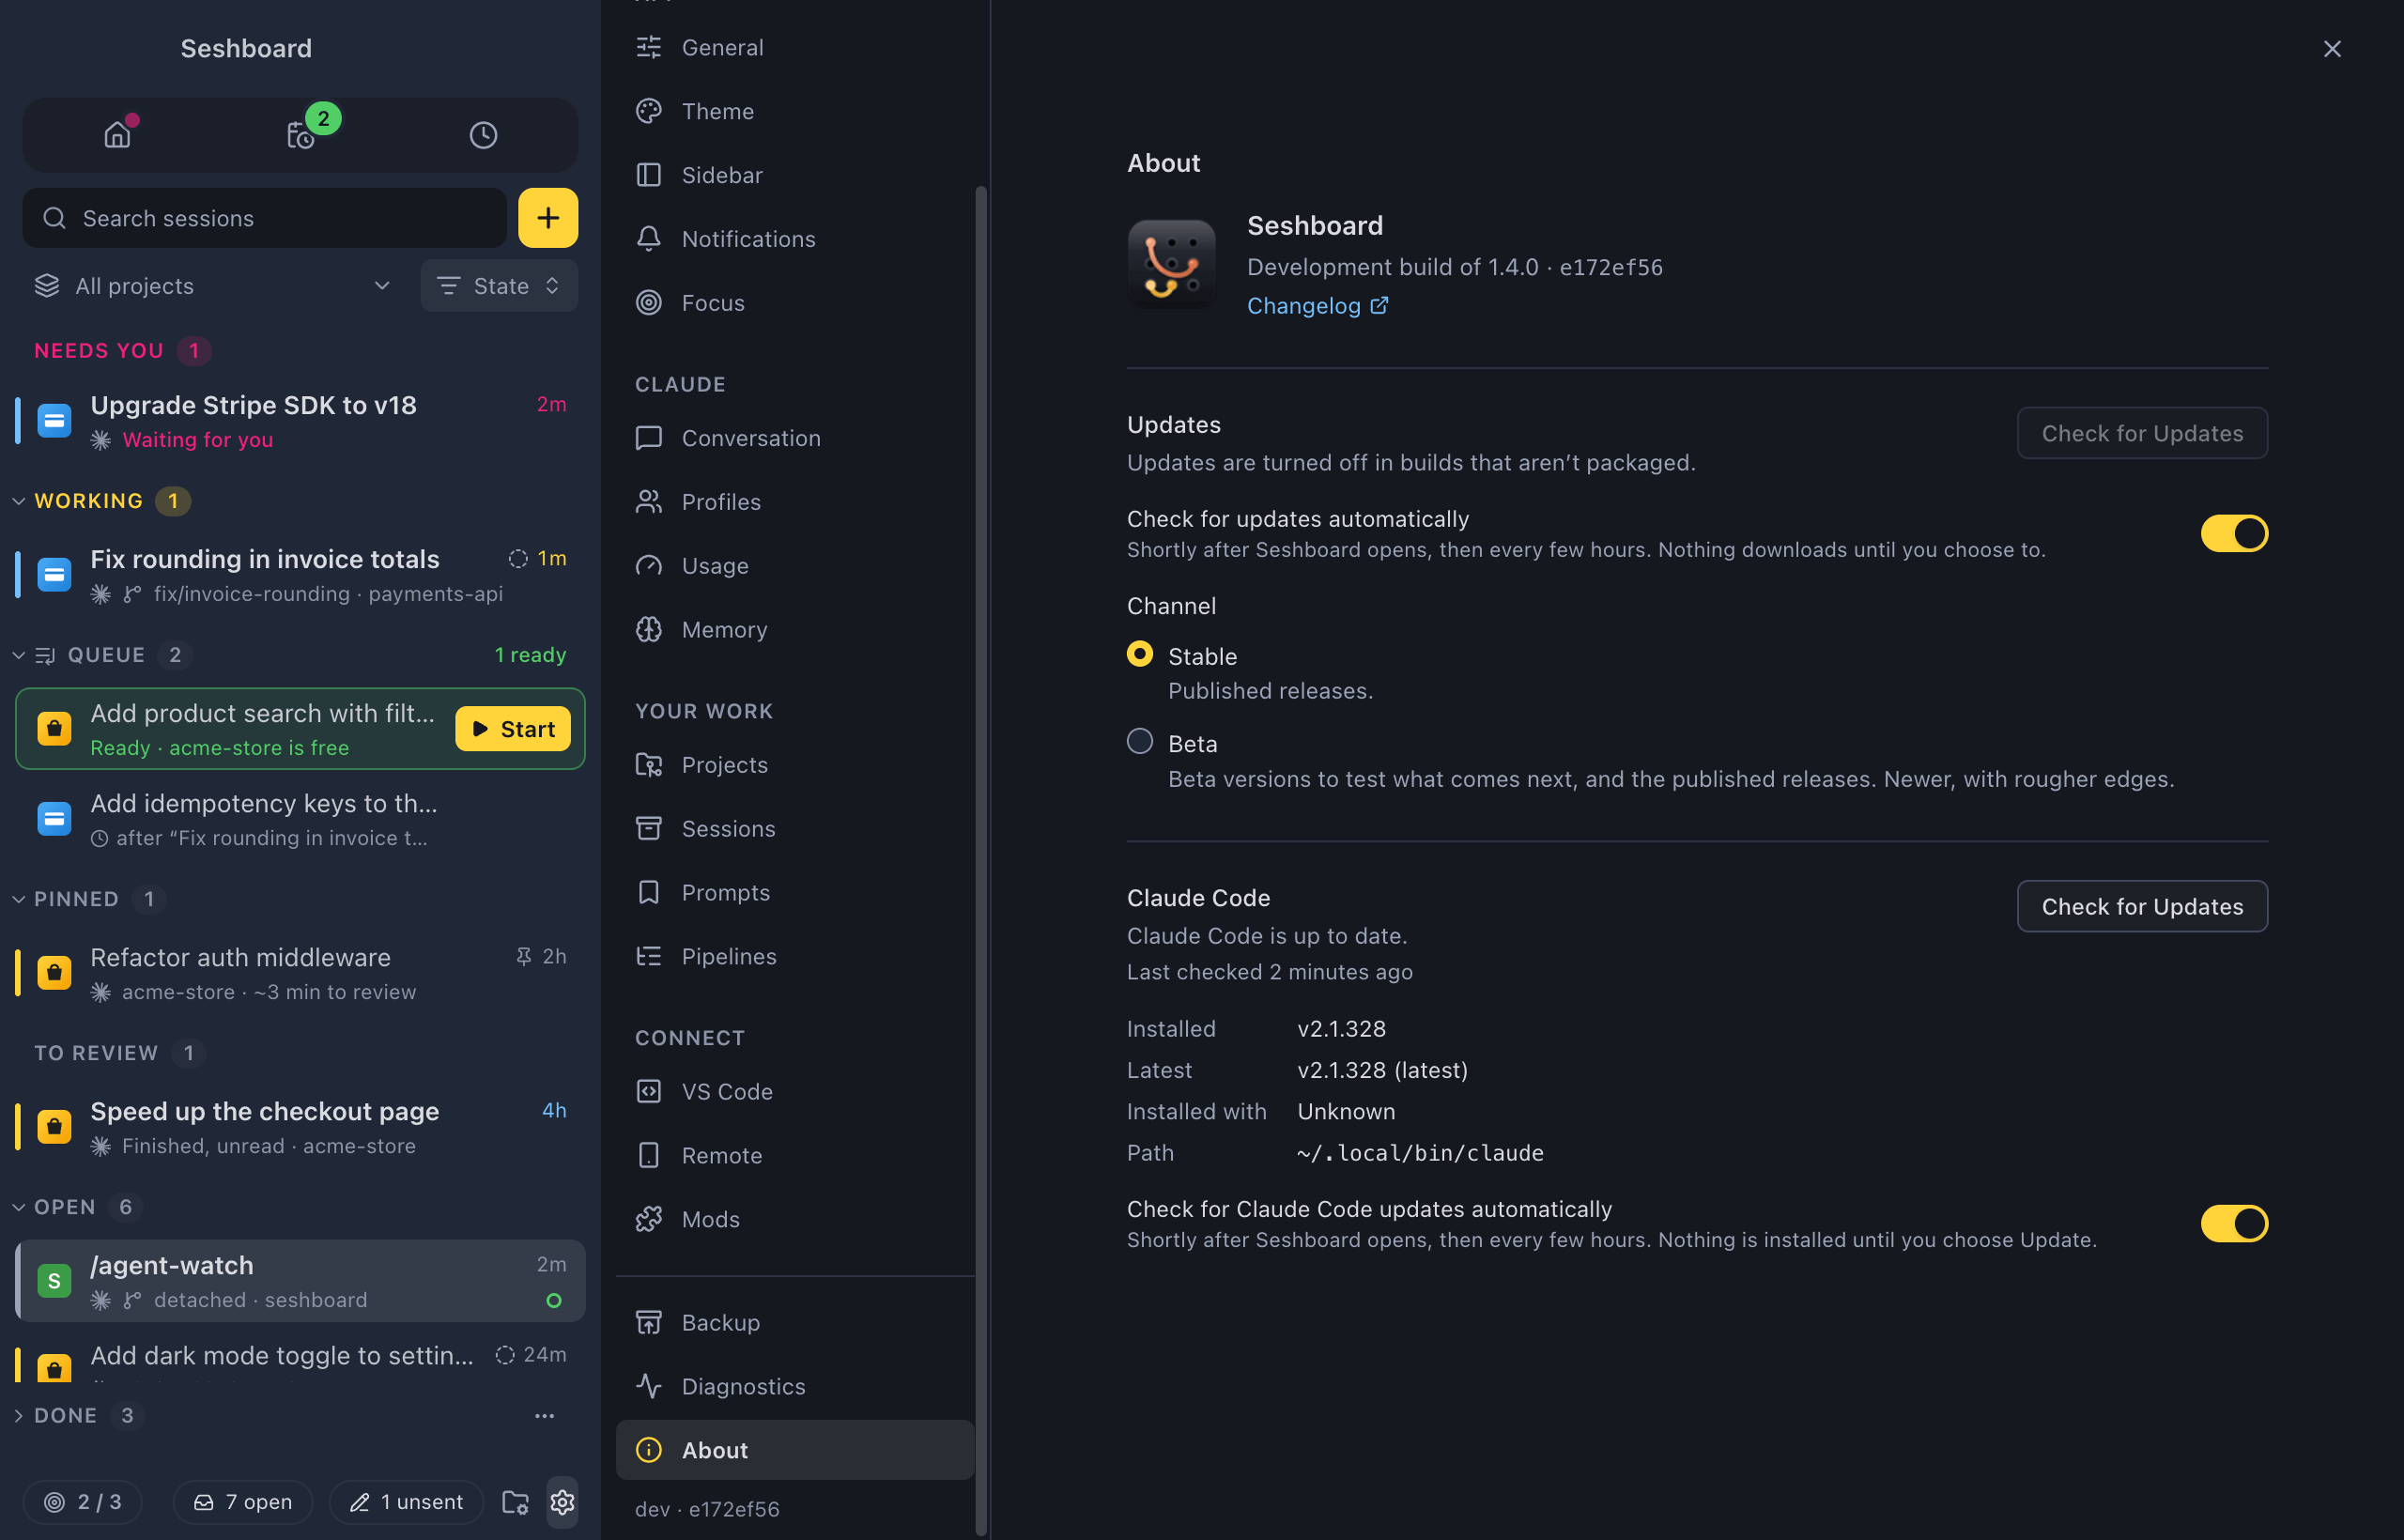 Seshboard
2
Search sessions
All projects
State
NEEDS YOU 1
Upgrade Stripe SDK to v18
2m
Waiting for you
WORKING 1
Fix rounding in invoice totals
1m
fix/invoice-rounding · payments-api
QUEUE 2
1 ready
Add product search with filt...
Start
Ready · acme-store is free
Add idempotency keys to th...
after “Fix rounding in invoice t...
PINNED 1
Refactor auth middleware
2h
acme-store · ~3 min to review
TO REVIEW 1
Speed up the checkout page
4h
Finished, unread · acme-store
OPEN 6
S
/agent-watch
2m
detached · seshboard
Add dark mode toggle to settin...
24m
DONE 3
2 / 3
7 open
1 unsent
General
Theme
Sidebar
Notifications
Focus
CLAUDE
Conversation
Profiles
Usage
Memory
YOUR WORK
Projects
Sessions
Prompts
Pipelines
CONNECT
VS Code
Remote
Mods
Backup
Diagnostics
About
dev · e172ef56
About
Seshboard
Development build of 1.4.0 · e172ef56
Changelog
Updates
Check for Updates
Updates are turned off in builds that aren’t packaged.
Check for updates automatically
Shortly after Seshboard opens, then every few hours. Nothing downloads until you choose to.
Channel
Stable
Published releases.
Beta
Beta versions to test what comes next, and the published releases. Newer, with rougher edges.
Claude Code
Check for Updates
Claude Code is up to date.
Last checked 2 minutes ago
Installed v2.1.328
Latest v2.1.328 (latest)
Installed with Unknown
Path ~/.local/bin/claude
Check for Claude Code updates automatically
Shortly after Seshboard opens, then every few hours. Nothing is installed until you choose Update.